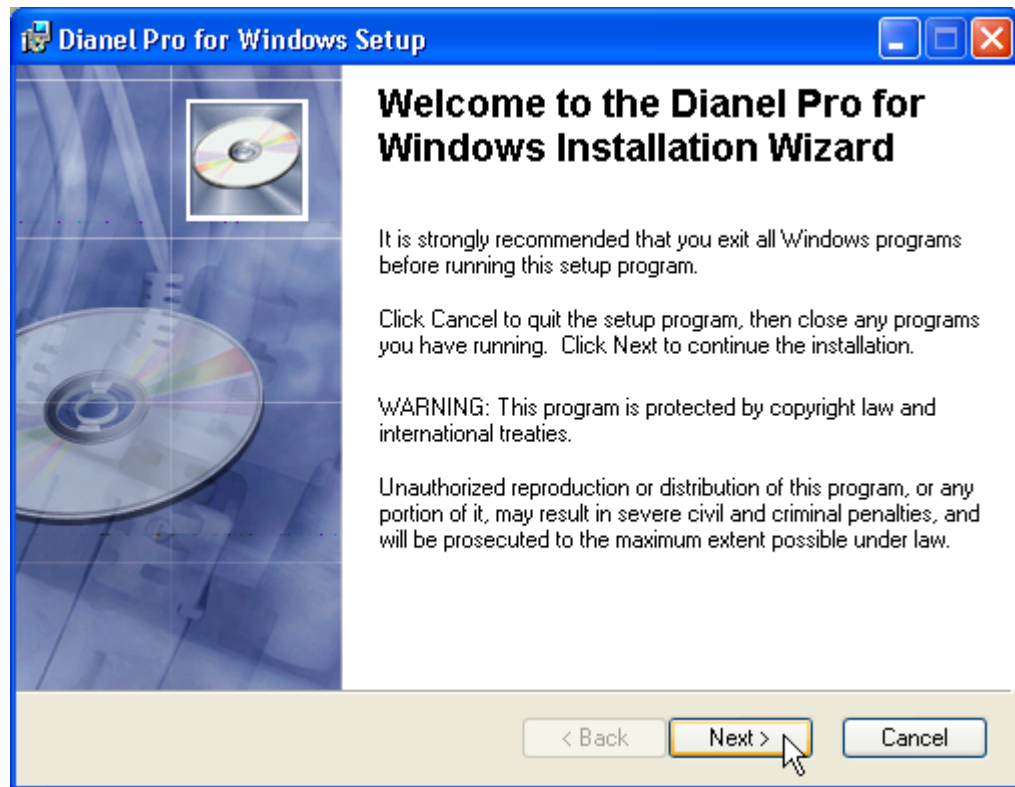 Dianel Pro for Windows Setup
Welcome to the Dianel Pro for
Windows Installation Wizard
It is strongly recommended that you exit all Windows programs
before running this setup program.
Click Cancel to quit the setup program, then close any programs
you have running.  Click Next to continue the installation.
WARNING: This program is protected by copyright law and
international treaties.
Unauthorized reproduction or distribution of this program, or any
portion of it, may result in severe civil and criminal penalties, and
will be prosecuted to the maximum extent possible under law.
< Back Next > Cancel